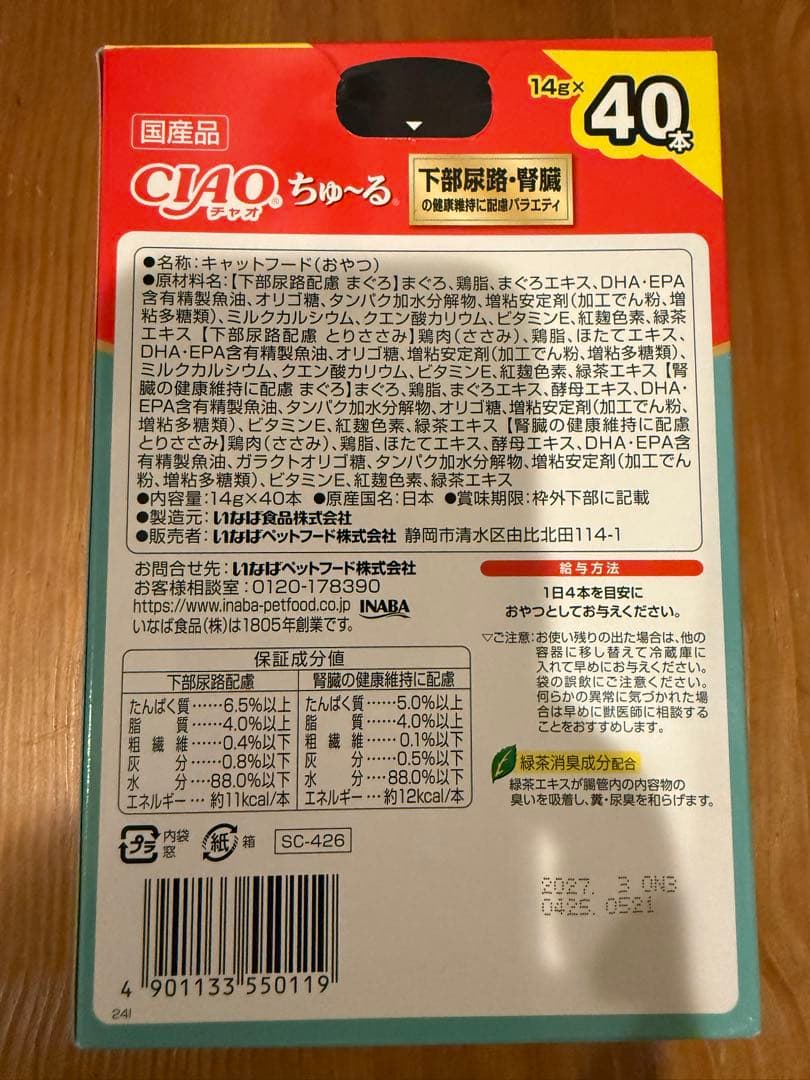 14g×40本
国産品
CIAO®ちゅ~る®
チャオ
下部尿路・腎臓
の健康維持に配慮バラエティ
●名称:キャットフード(おやつ)
●原材料名:【下部尿路配慮 まぐろ】まぐろ、鶏脂、まぐろエキス、DHA・EPA
含有精製魚油、オリゴ糖、タンパク加水分解物、増粘安定剤(加工でん粉、増
粘多糖類)、ミルクカルシウム、クエン酸カリウム、ビタミンE、紅麹色素、緑茶
エキス【下部尿路配慮 とりささみ】鶏肉(ささみ)、鶏脂、ほたてエキス、
DHA・EPA含有精製魚油、オリゴ糖、増粘安定剤(加工でん粉、増粘多糖類)、
ミルクカルシウム、クエン酸カリウム、ビタミンE、紅麹色素、緑茶エキス【腎
臓の健康維持に配慮 まぐろ】まぐろ、鶏脂、まぐろエキス、酵母エキス、DHA・
EPA含有精製魚油、タンパク加水分解物、オリゴ糖、増粘安定剤(加工でん粉、
増粘多糖類)、ビタミンE、紅麹色素、緑茶エキス【腎臓の健康維持に配慮
とりささみ】鶏肉(ささみ)、鶏脂、ほたてエキス、酵母エキス、DHA・EPA含
有精製魚油、ガラクトオリゴ糖、タンパク加水分解物、増粘安定剤(加工でん
粉、増粘多糖類)、ビタミンE、紅麹色素、緑茶エキス
●内容量:14g×40本 ●原産国名:日本 ●賞味期限:枠外下部に記載
●製造元:いなば食品株式会社
●販売者:いなばペットフード株式会社 静岡市清水区由比北田114-1
お問合せ先:いなばペットフード株式会社
お客様相談室:0120-178390
https://www.inaba-petfood.co.jp INABA
いなば食品(株)は1805年創業です。
保証成分値
下部尿路配慮
たんぱく質……6.5%以上
脂質……4.0%以上
粗繊維……0.4%以下
灰分……0.8%以下
水分……88.0%以下
エネルギー…約11kcal/本
腎臓の健康維持に配慮
たんぱく質……5.0%以上
脂質……4.0%以上
粗繊維……0.1%以下
灰分……0.5%以下
水分……88.0%以下
エネルギー…約12kcal/本
給与方法
1日4本を目安に
おやつとしてお与えください。
▽ご注意:お使い残りの出た場合は、他の
容器に移し替えて冷蔵庫に
入れて早めにお与えください。
袋の誤飲にご注意ください。
何らかの異常に気づかれた場
合は早めに獣医師に相談する
ことをおすすめします。
緑茶消臭成分配合
緑茶エキスが腸管内の内容物の
臭いを吸着し、糞・尿臭を和らげます。
プラ 内袋 窓 紙 箱 SC-426
2027. 3 ON3
0425. 0521
4 901133 550119
241